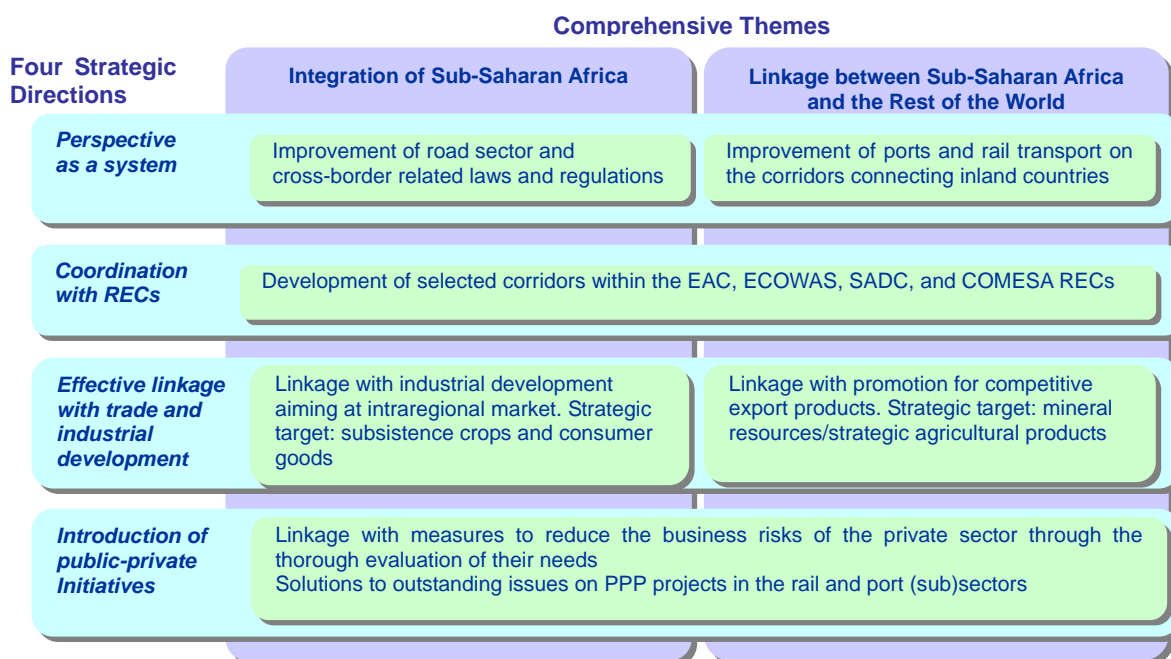 Comprehensive Themes
Four Strategic
Directions
Integration of Sub-Saharan Africa
Linkage between Sub-Saharan Africa
and the Rest of the World
Perspective
as a system
Improvement of road sector and
cross-border related laws and regulations
Improvement of ports and rail transport on
the corridors connecting inland countries
Coordination
with RECs
Development of selected corridors within the EAC, ECOWAS, SADC, and COMESA RECs
Effective linkage
with trade and
industrial
development
Linkage with industrial development
aiming at intraregional market. Strategic
target: subsistence crops and consumer
goods
Linkage with promotion for competitive
export products. Strategic target: mineral
resources/strategic agricultural products
Introduction of
public-private
Initiatives
Linkage with measures to reduce the business risks of the private sector through the
thorough evaluation of their needs
Solutions to outstanding issues on PPP projects in the rail and port (sub)sectors